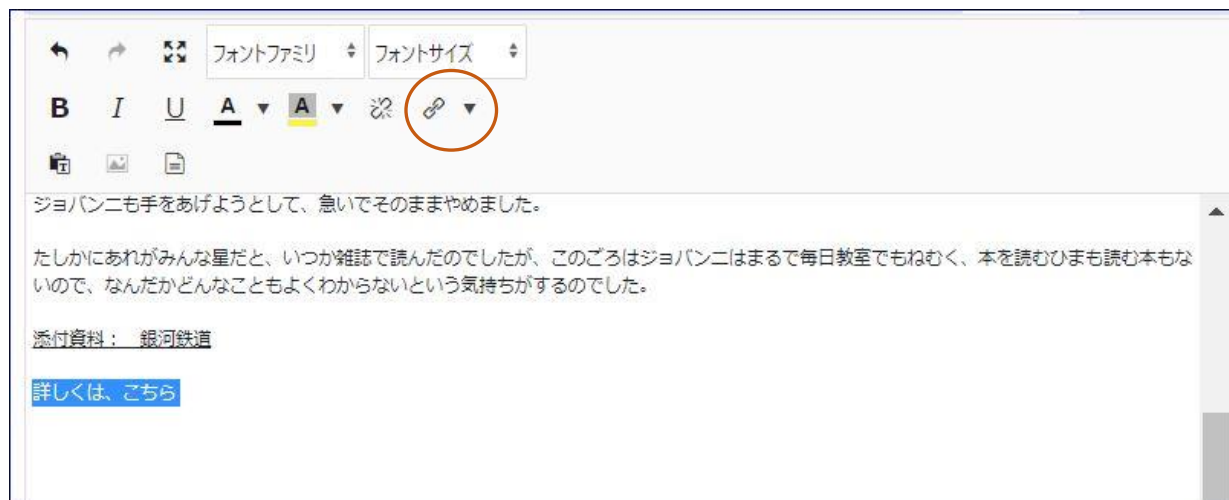 フォントファミリ フォントサイズ
B I U A A
ジョバンニも手をあげようとして、急いでそのままやめました。
たしかにあれがみんな星だと、いつか雑誌で読んだのでしたが、このごろはジョバンニはまるで毎日教室でもねむく、本を読むひまも読む本もな
いので、なんだかどんなこともよくわからないという気持ちがするのでした。
添付資料：　銀河鉄道
詳しくは、こちら